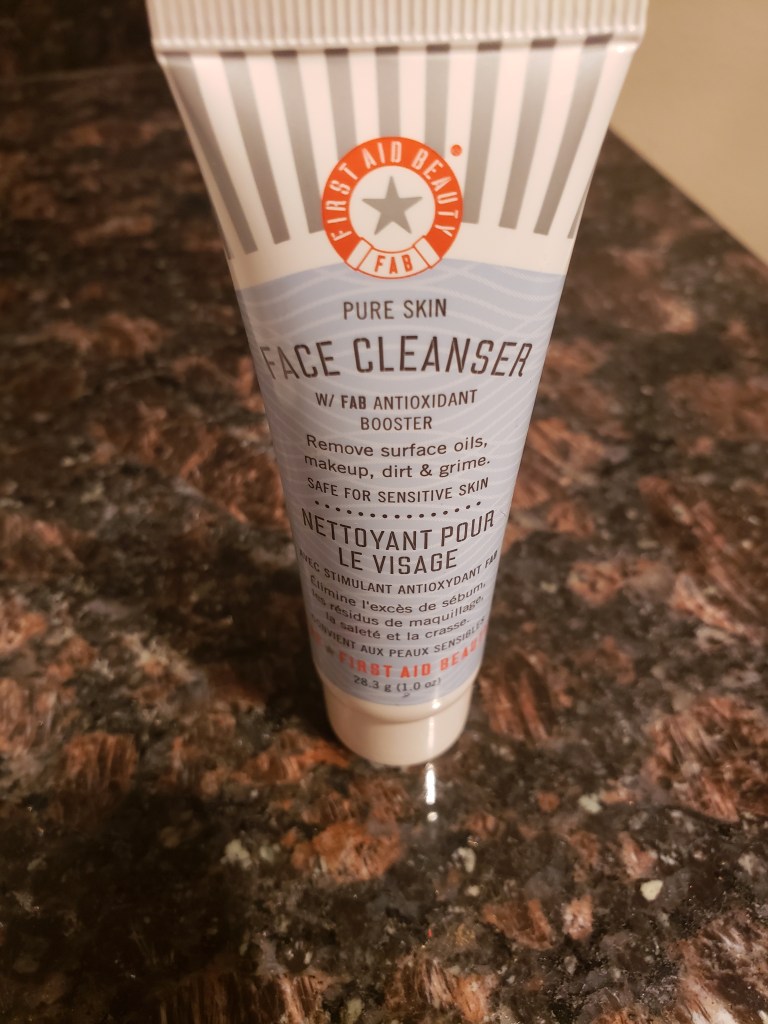 FIRST AID BEAUTY
FAB
PURE SKIN
FACE CLEANSER
W/ FAB ANTIOXIDANT
BOOSTER
Remove surface oils,
makeup, dirt & grime.
SAFE FOR SENSITIVE SKIN
NETTOYANT POUR
LE VISAGE
AVEC STIMULANT ANTIOXYDANT FAB
Élimine l'excès de sébum,
les résidus de maquillage,
la saleté et la crasse.
CONVIENT AUX PEAUX SENSIBLES
FIRST AID BEAUTY
28.3 g (1.0 oz)